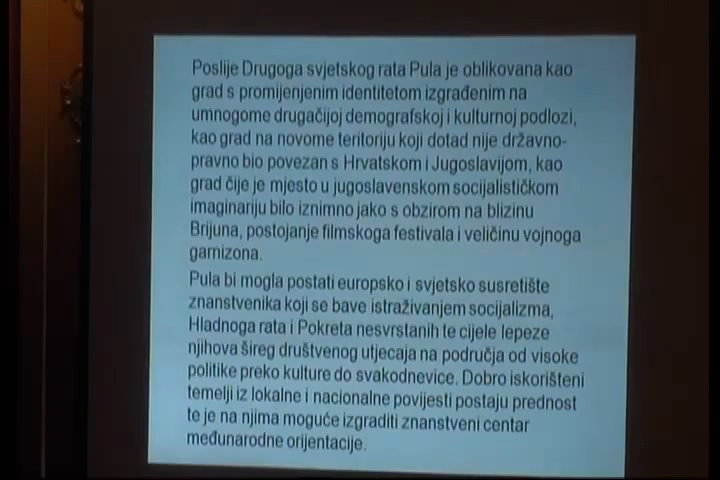 Poslije Drugoga svjetskog rata Pula je oblikovana kao
grad s promijenjenim identitetom izgrađenim na
umnogome drugačijoj demografskoj i kulturnoj podlozi,
kao grad na novome teritoriju koji dotad nije državno-
pravno bio povezan s Hrvatskom i Jugoslavijom, kao
grad čije je mjesto u jugoslavenskom socijalističkom
imaginariju bilo iznimno jako s obzirom na blizinu
Brijuna, postojanje filmskoga festivala i veličinu vojnoga
garnizona.
Pula bi mogla postati europsko i svjetsko susretište
znanstvenika koji se bave istraživanjem socijalizma,
Hladnoga rata i Pokreta nesvrstanih te cijele lepeze
njihova šireg društvenog utjecaja na područja od visoke
politike preko kulture do svakodnevice. Dobro iskorišteni
temelji iz lokalne i nacionalne povijesti postaju prednost
te je na njima moguće izgraditi znanstveni centar
međunarodne orijentacije.